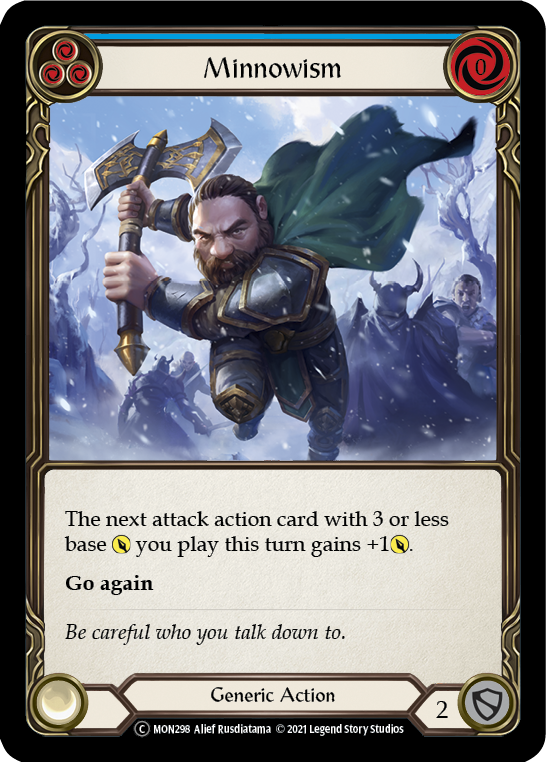 Minnowism
0
The next attack action card with 3 or less
base you play this turn gains +1.
Go again
Be careful who you talk down to.
Generic Action
2
C MON298 Alief Rusdiatama © 2021 Legend Story Studios